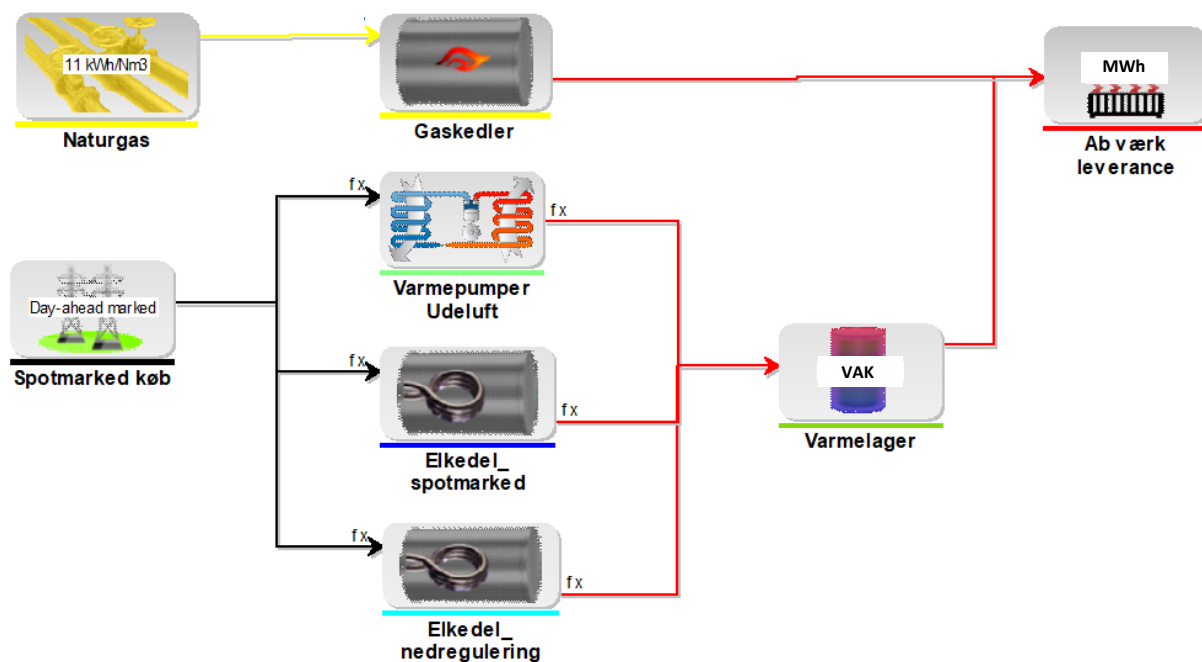 11 kWh/Nm3
Naturgas
Gaskedler
MWh
Ab værk
leverance
fx
fx
Varmepumper
Udeluft
Day-ahead marked
Spotmarked køb
fx
fx
Elkedel_
spotmarked
VAK
Varmelager
fx
fx
Elkedel_
nedregulering